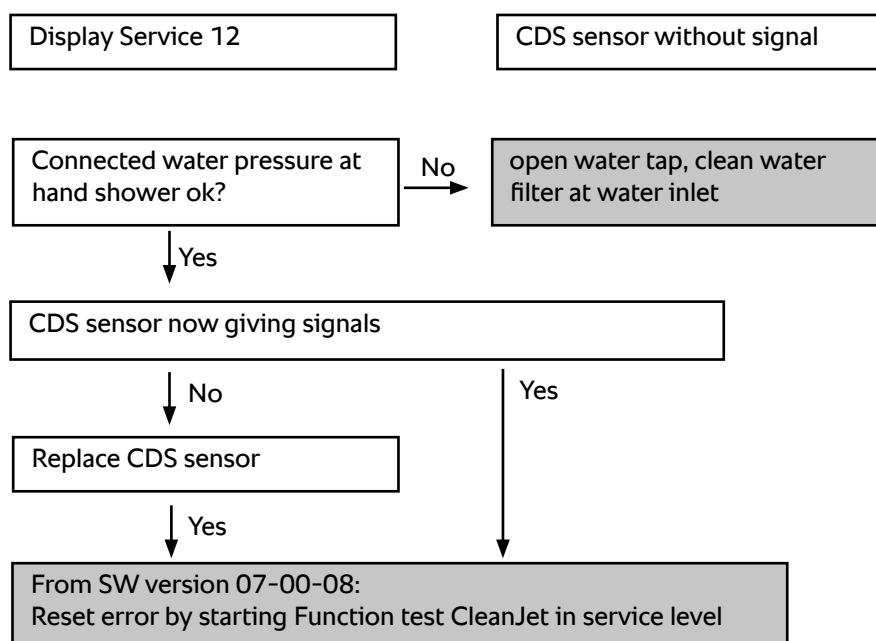 Display Service 12
CDS sensor without signal
Connected water pressure at
hand shower ok?
No
open water tap, clean water
filter at water inlet
Yes
CDS sensor now giving signals
No
Yes
Replace CDS sensor
Yes
From SW version 07-00-08:
Reset error by starting Function test CleanJet in service level